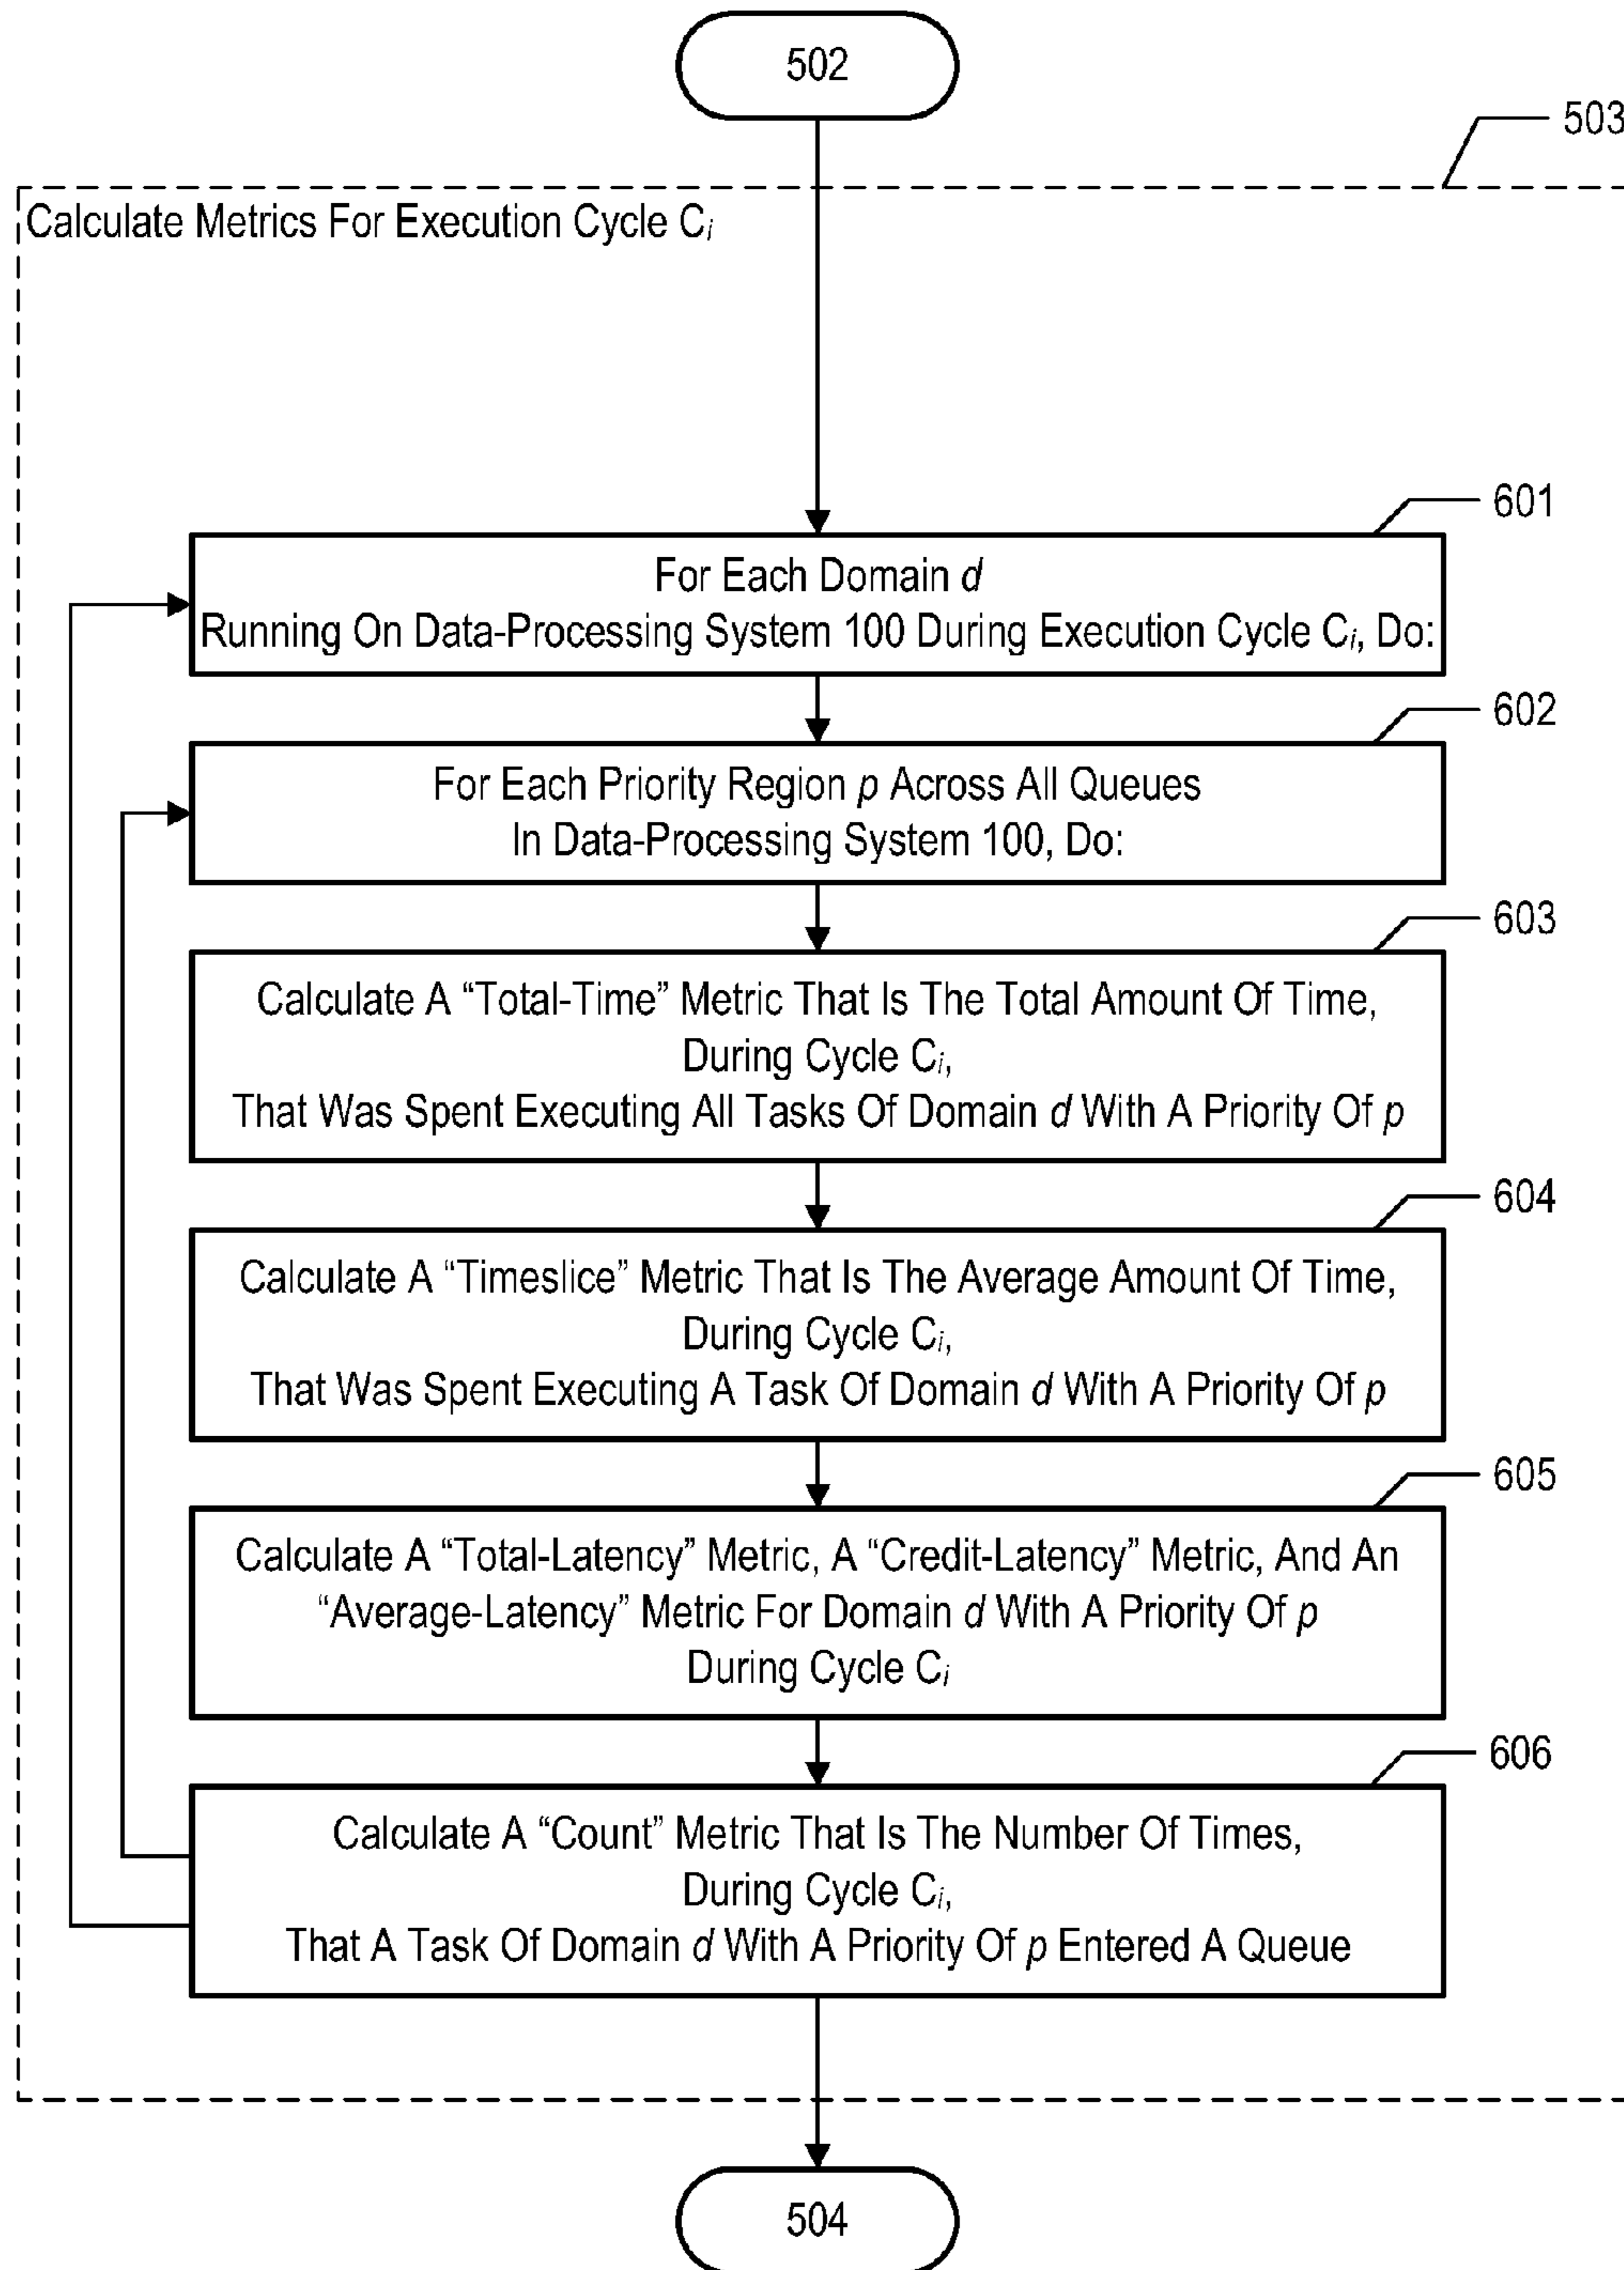 502
503
Calculate Metrics For Execution Cycle Ci
601
For Each Domain d
Running On Data-Processing System 100 During Execution Cycle Ci, Do:
602
For Each Priority Region p Across All Queues
In Data-Processing System 100, Do:
603
Calculate A “Total-Time” Metric That Is The Total Amount Of Time,
During Cycle Ci,
That Was Spent Executing All Tasks Of Domain d With A Priority Of p
604
Calculate A “Timeslice” Metric That Is The Average Amount Of Time,
During Cycle Ci,
That Was Spent Executing A Task Of Domain d With A Priority Of p
605
Calculate A “Total-Latency” Metric, A “Credit-Latency” Metric, And An
“Average-Latency” Metric For Domain d With A Priority Of p
During Cycle Ci
606
Calculate A “Count” Metric That Is The Number Of Times,
During Cycle Ci,
That A Task Of Domain d With A Priority Of p Entered A Queue
504